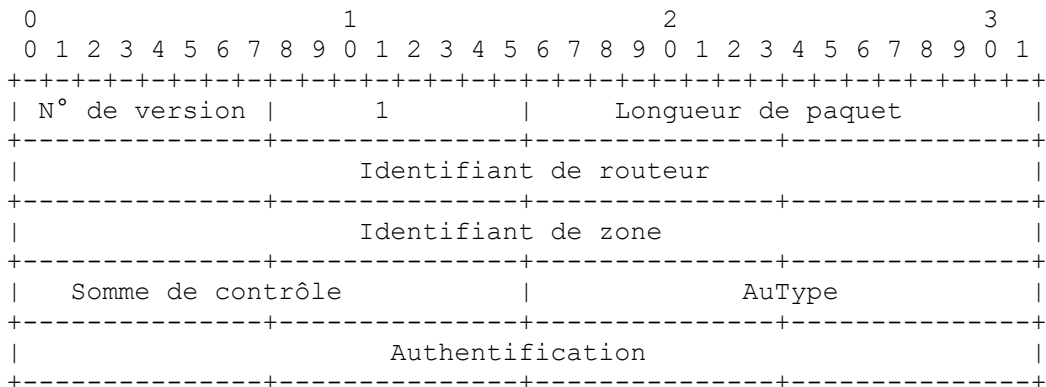 0                   1                   2                   3
0 1 2 3 4 5 6 7 8 9 0 1 2 3 4 5 6 7 8 9 0 1 2 3 4 5 6 7 8 9 0 1
+-+-+-+-+-+-+-+-+-+-+-+-+-+-+-+-+-+-+-+-+-+-+-+-+-+-+-+-+-+-+-+-+
| N° de version |      1        |     Longueur de paquet        |
+---------------+---------------+---------------+---------------+
|                     Identifiant de routeur                    |
+---------------+---------------+---------------+---------------+
|                     Identifiant de zone                       |
+---------------+---------------+---------------+---------------+
|   Somme de contrôle           |             AuType            |
+---------------+---------------+---------------+---------------+
|                       Authentification                        |
+---------------+---------------+---------------+---------------+